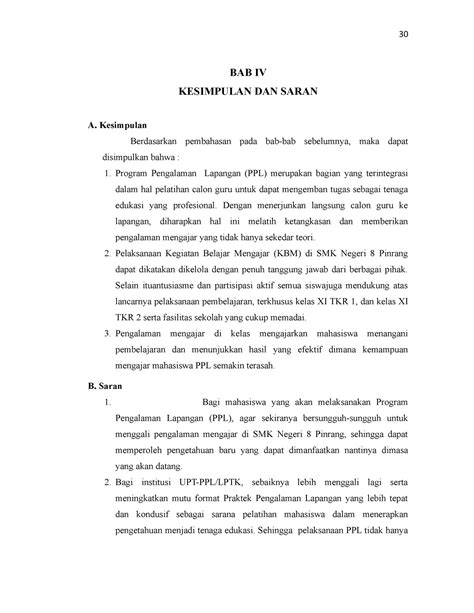 30
BAB IV
KESIMPULAN DAN SARAN
A. Kesimpulan
Berdasarkan pembahasan pada bab-bab sebelumnya, maka dapat
disimpulkan bahwa :
1. Program Pengalaman Lapangan (PPL) merupakan bagian yang terintegrasi
dalam hal pelatihan calon guru untuk dapat mengemban tugas sebagai tenaga
edukasi yang profesional. Dengan menerjunkan langsung calon guru ke
lapangan, diharapkan hal ini melatih ketangkasan dan memberikan
pengalaman mengajar yang tidak hanya sekedar teori.
2. Pelaksanaan Kegiatan Belajar Mengajar (KBM) di SMK Negeri 8 Pinrang
dapat dikatakan dikelola dengan penuh tanggung jawab dari berbagai pihak.
Selain ituantusiasme dan partisipasi aktif semua siswajuga mendukung atas
lancarnya pelaksanaan pembelajaran, terkhusus kelas XI TKR 1, dan kelas XI
TKR 2 serta fasilitas sekolah yang cukup memadai.
3. Pengalaman mengajar di kelas mengajarkan mahasiswa menangani
pembelajaran dan menunjukkan hasil yang efektif dimana kemampuan
mengajar mahasiswa PPL semakin terasah.
B. Saran
1. Bagi mahasiswa yang akan melaksanakan Program
Pengalaman Lapangan (PPL), agar sekiranya bersungguh-sungguh untuk
menggali pengalaman mengajar di SMK Negeri 8 Pinrang, sehingga dapat
memperoleh pengetahuan baru yang dapat dimanfaatkan nantinya dimasa
yang akan datang.
2. Bagi institusi UPT-PPL/LPTK, sebaiknya lebih menggali lagi serta
meningkatkan mutu format Praktek Pengalaman Lapangan yang lebih tepat
dan kondusif sebagai sarana pelatihan mahasiswa dalam menerapkan
pengetahuan menjadi tenaga edukasi. Sehingga pelaksanaan PPL tidak hanya